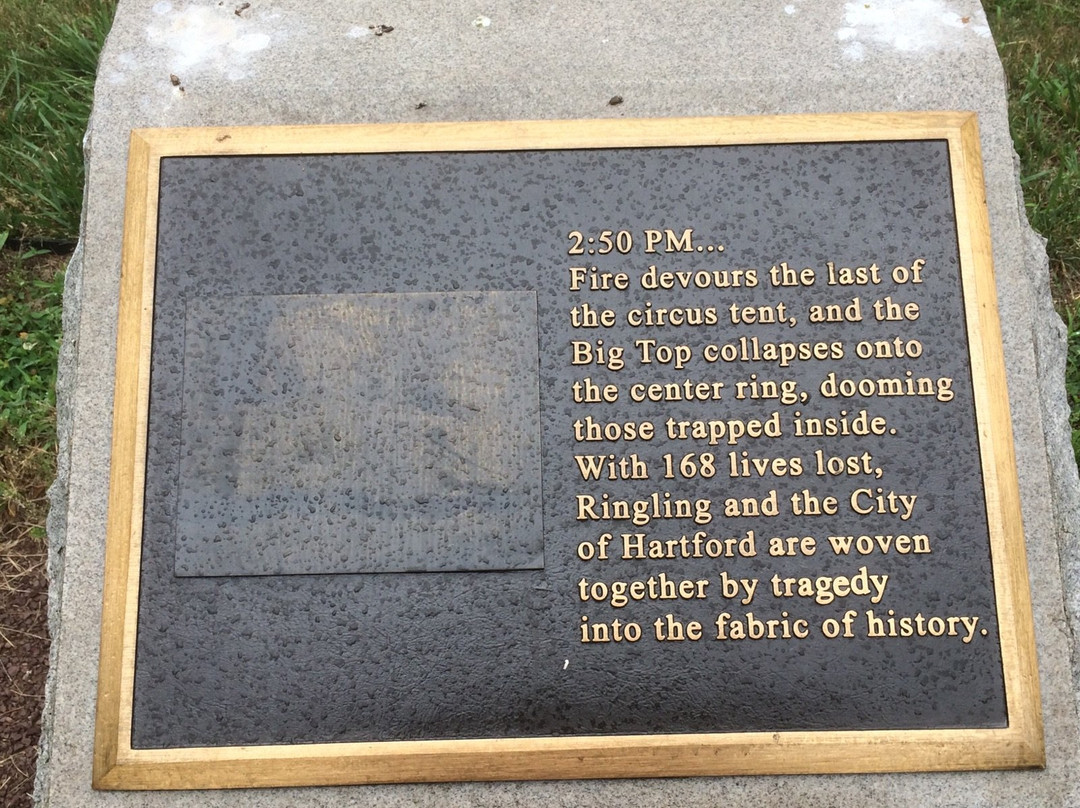 2:50 PM...
Fire devours the last of
the circus tent, and the
Big Top collapses onto
the center ring, dooming
those trapped inside.
With 168 lives lost,
Ringling and the City
of Hartford are woven
together by tragedy
into the fabric of history.